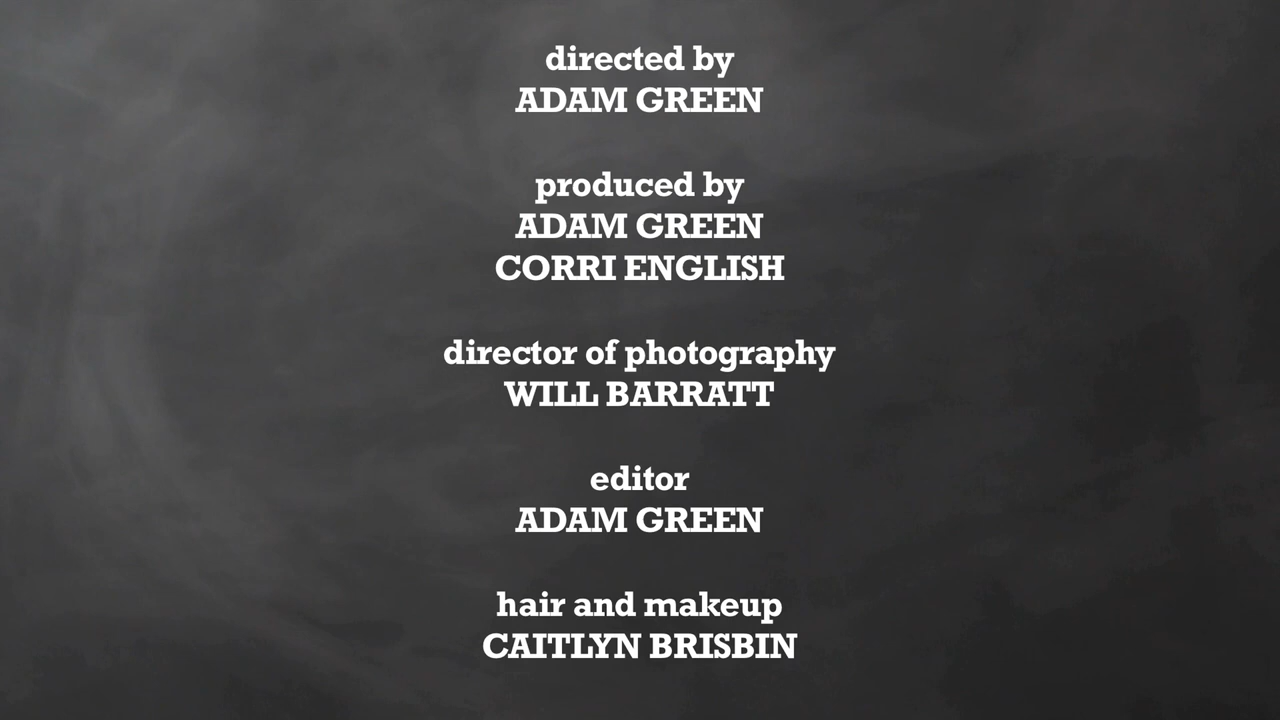 directed by
ADAM GREEN
produced by
ADAM GREEN
CORRI ENGLISH
director of photography
WILL BARRATT
editor
ADAM GREEN
hair and makeup
CAITLYN BRISBIN